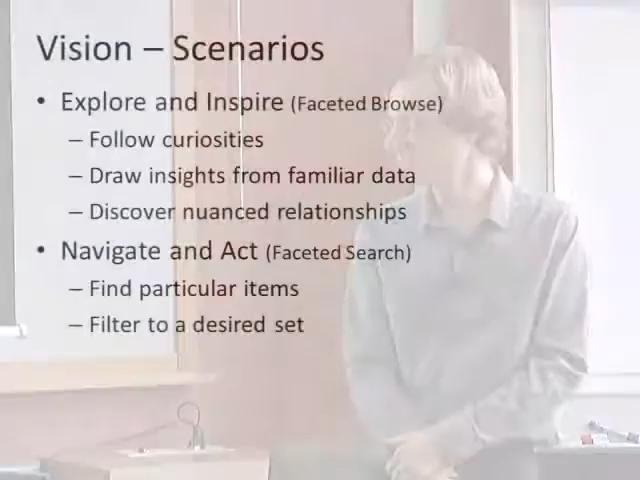 Vision – Scenarios
• Explore and Inspire (Faceted Browse)
– Follow curiosities
– Draw insights from familiar data
– Discover nuanced relationships
• Navigate and Act (Faceted Search)
– Find particular items
– Filter to a desired set